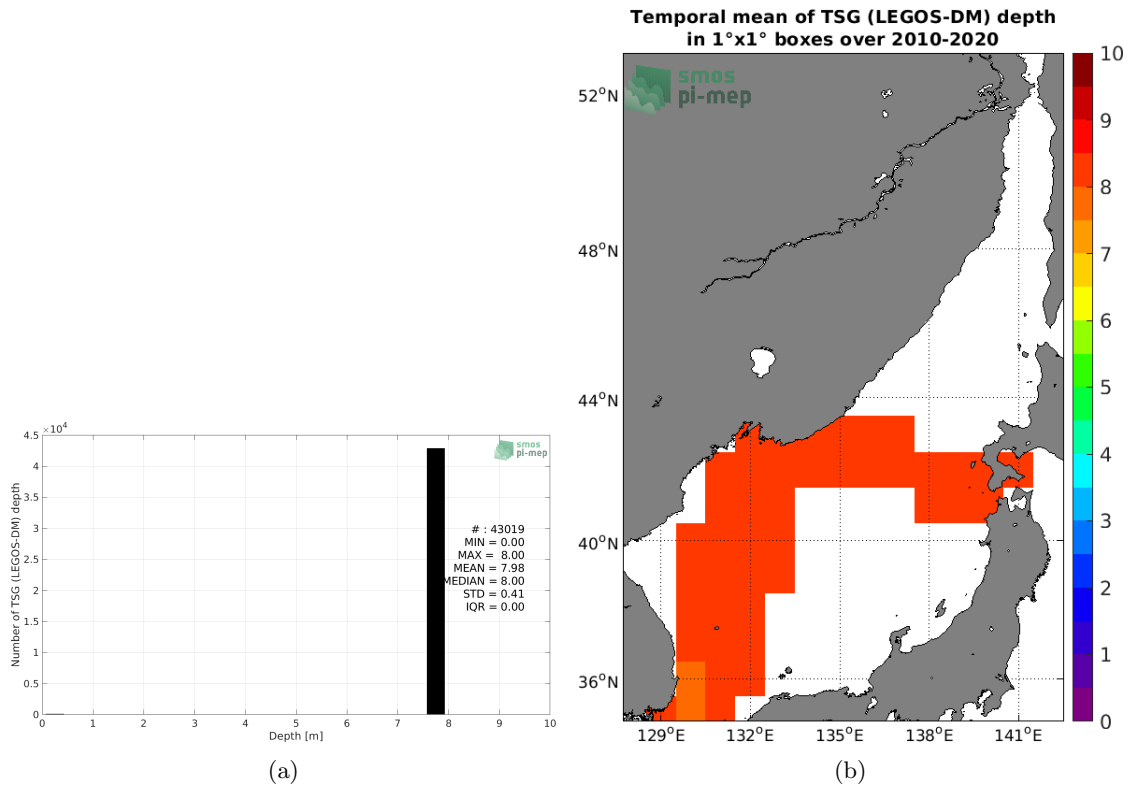 Temporal mean of TSG (LEGOS-DM) depth
in 1°x1° boxes over 2010-2020
smos
pi-mep
52°N
48°N
44°N
40°N
36°N
129°E
132°E
135°E
138°E
141°E
10
9
8
7
6
5
4
3
2
1
0
×10⁴
4.5
4
3.5
3
2.5
2
1.5
1
0.5
0
Number of TSG (LEGOS-DM) depth
smos
pi-mep
# : 43019
MIN = 0.00
MAX = 8.00
MEAN = 7.98
MEDIAN = 8.00
STD = 0.41
IQR = 0.00
0 1 2 3 4 5 6 7 8 9 10
Depth [m]
(a)
(b)